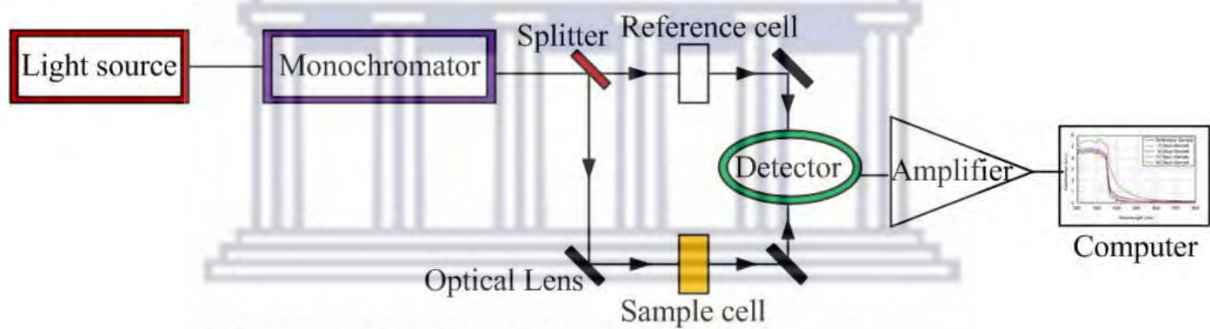 Light source
Monochromator
Splitter
Reference cell
Detector
Amplifier
Computer
Optical Lens
Sample cell